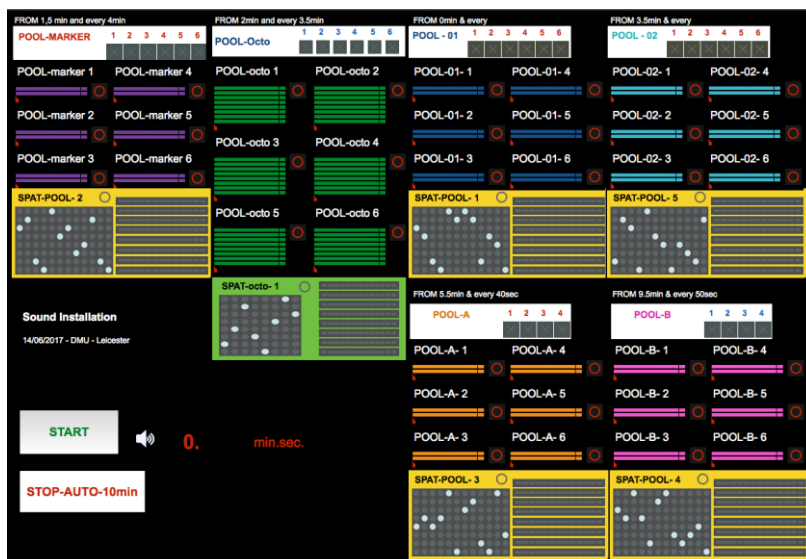 FROM 1,5 min and every 4min
POOL-MARKER
1 2 3 4 5 6
POOL-marker 1
POOL-marker 4
POOL-marker 2
POOL-marker 5
POOL-marker 3
POOL-marker 6
SPAT-POOL- 2
FROM 2min and every 3.5min
POOL-Octo
1 2 3 4 5 6
POOL-octo 1
POOL-octo 2
POOL-octo 3
POOL-octo 4
POOL-octo 5
POOL-octo 6
SPAT-octo- 1
FROM 0min & every
POOL - 01
1 2 3 4 5 6
POOL-01- 1
POOL-01- 4
POOL-01- 2
POOL-01- 5
POOL-01- 3
POOL-01- 6
SPAT-POOL- 1
FROM 3.5min & every
POOL - 02
1 2 3 4 5 6
POOL-02- 1
POOL-02- 4
POOL-02- 2
POOL-02- 5
POOL-02- 3
POOL-02- 6
SPAT-POOL- 5
FROM 5.5min & every 40sec
POOL-A
1 2 3 4
POOL-A- 1
POOL-A- 4
POOL-A- 2
POOL-A- 5
POOL-A- 3
POOL-A- 6
SPAT-POOL- 3
FROM 9.5min & every 50sec
POOL-B
1 2 3 4
POOL-B- 1
POOL-B- 4
POOL-B- 2
POOL-B- 5
POOL-B- 3
POOL-B- 6
SPAT-POOL- 4
Sound Installation
14/06/2017 - DMU - Leicester
START
0.
min.sec.
STOP-AUTO-10min